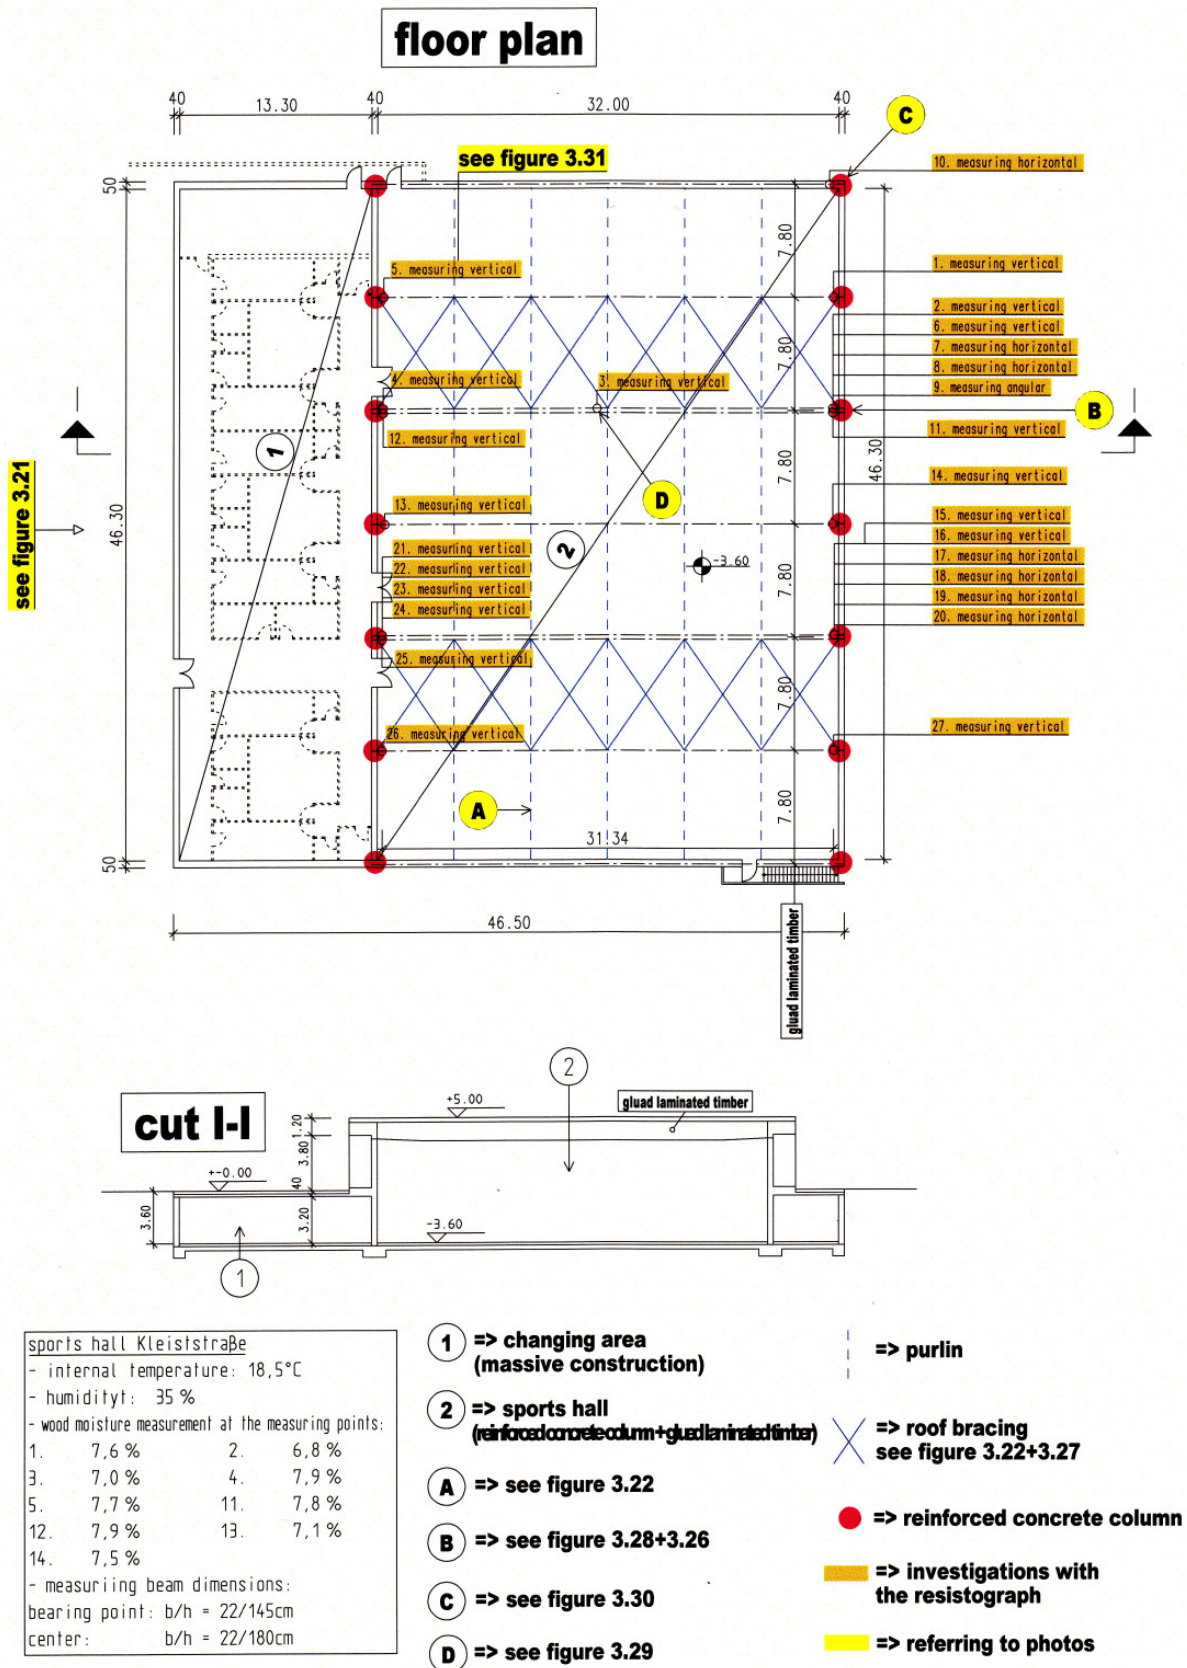 floor plan
40
13.30
40
32.00
40
C
see figure 3.31
10. measuring horizontal
50
7.80
5. measuring vertical
1. measuring vertical
2. measuring vertical
6. measuring vertical
7. measuring horizontal
7.80
8. measuring horizontal
4. measuring vertical
3. measuring vertical
9. measuring angular
B
12. measuring vertical
11. measuring vertical
1
46.30
7.80
see figure 3.21
46.30
13. measuring vertical
D
14. measuring vertical
15. measuring vertical
16. measuring vertical
2
21. measuring vertical
22. measuring vertical
23. measuring vertical
24. measuring vertical
-3.60
7.80
17. measuring horizontal
18. measuring horizontal
19. measuring horizontal
20. measuring horizontal
25. measuring vertical
7.80
26. measuring vertical
27. measuring vertical
A
7.80
31.34
50
46.50
gluad laminated timber
2
cut I-I
+5.00
gluad laminated timber
1.20
3.80
+-0.00
40
3.60
3.20
-3.60
1
sports hall Kleiststraße
- internal temperature: 18,5°C
- humidityt: 35 %
- wood moisture measurement at the measuring points:
1. 7,6 % 2. 6,8 %
3. 7,0 % 4. 7,9 %
5. 7,7 % 11. 7,8 %
12. 7,9 % 13. 7,1 %
14. 7,5 %
- measuriing beam dimensions:
bearing point: b/h = 22/145cm
center: b/h = 22/180cm
1 => changing area
(massive construction)
2 => sports hall
(reinforced concrete-column+gluad laminated timber)
A => see figure 3.22
B => see figure 3.28+3.26
C => see figure 3.30
D => see figure 3.29
=> purlin
=> roof bracing
see figure 3.22+3.27
=> reinforced concrete column
=> investigations with
the resistograph
=> referring to photos